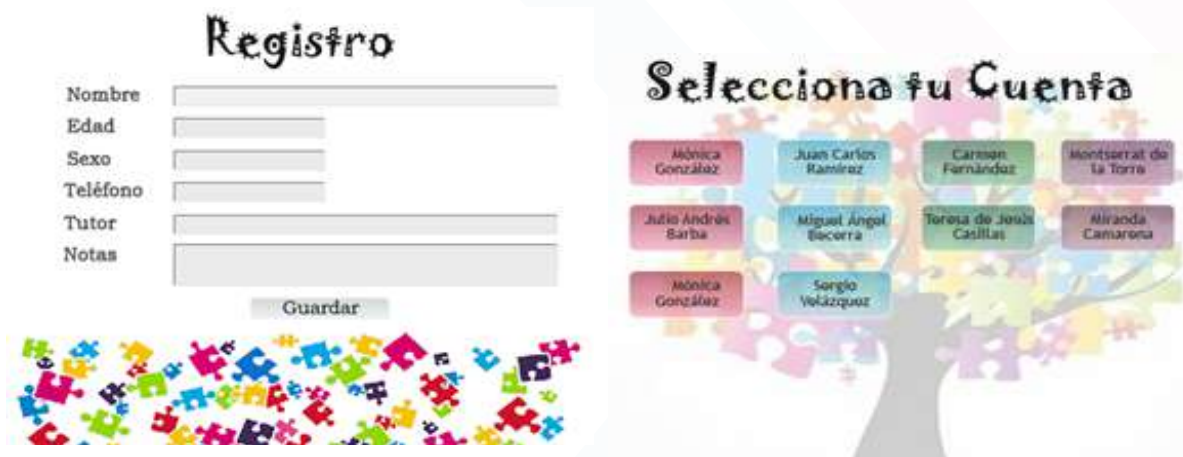 Registro
Nombre
Edad
Sexo
Teléfono
Tutor
Notas
Guardar
Selecciona tu Cuenta
Mónica
González
Juan Carlos
Ramírez
Carmen
Fernández
Montserrat de
la Torre
Julio Andrés
Barba
Miguel Ángel
Becerra
Teresa de Jesús
Casillas
Miranda
Camarena
Mónica
González
Sergio
Velázquez